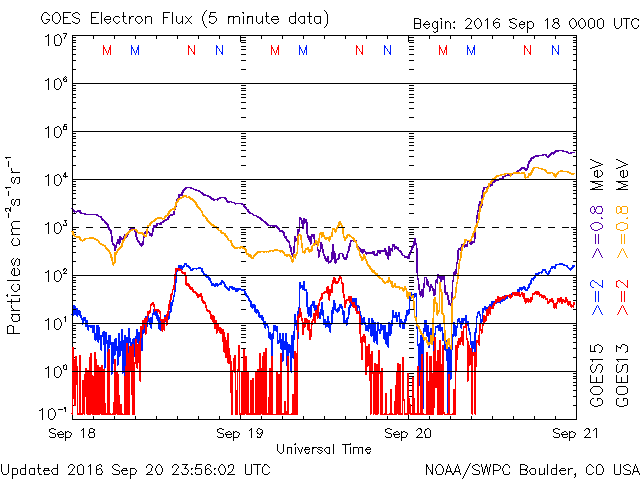 GOES Electron Flux (5 minute data)
Begin: 2016 Sep 18 0000 UTC
M M N N M M N N M M N N
10⁷
10⁶
10⁵
10⁴
10³
10²
10¹
10⁰
10⁻¹
Particles cm⁻²s⁻¹sr⁻¹
GOES15 >=2 >=0.8 MeV
GOES13 >=2 >=0.8 MeV
Sep 18 Sep 19 Sep 20 Sep 21
Universal Time
Updated 2016 Sep 20 23:56:02 UTC
NOAA/SWPC Boulder, CO USA